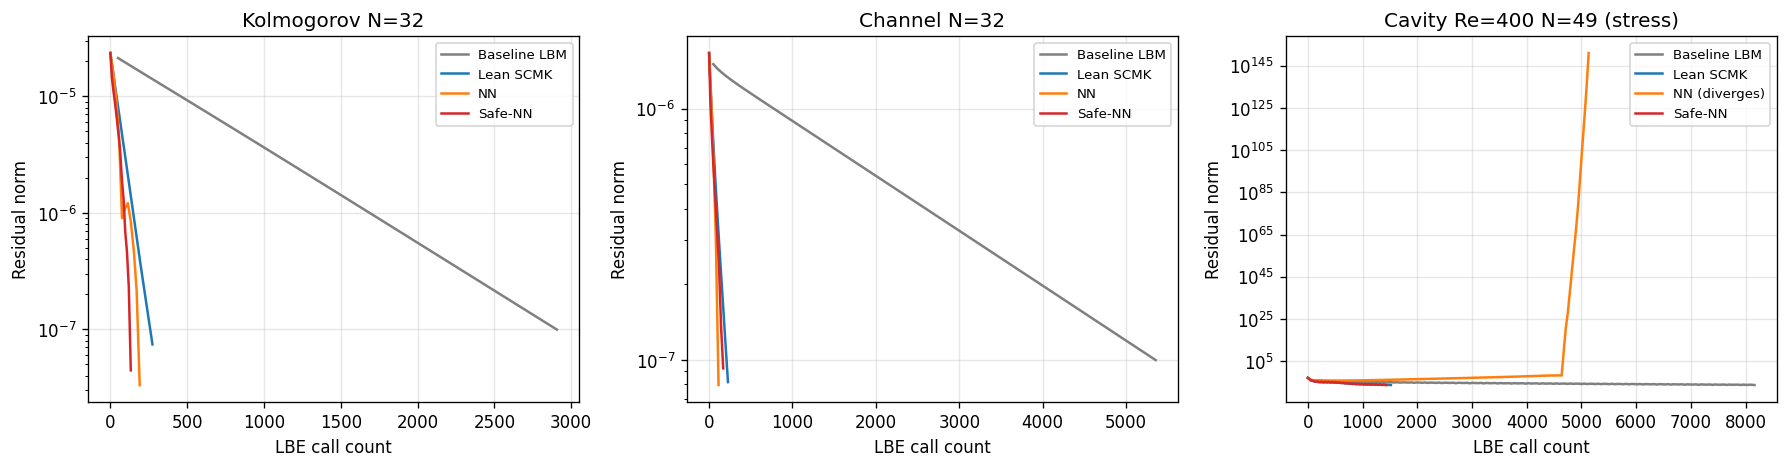 Kolmogorov N=32
Residual norm
10^-5
10^-6
10^-7
Baseline LBM
Lean SCMK
NN
Safe-NN
0 500 1000 1500 2000 2500 3000
LBE call count
Channel N=32
Residual norm
10^-6
10^-7
Baseline LBM
Lean SCMK
NN
Safe-NN
0 1000 2000 3000 4000 5000
LBE call count
Cavity Re=400 N=49 (stress)
Residual norm
10^145
10^125
10^105
10^85
10^65
10^45
10^25
10^5
Baseline LBM
Lean SCMK
NN (diverges)
Safe-NN
0 1000 2000 3000 4000 5000 6000 7000 8000
LBE call count